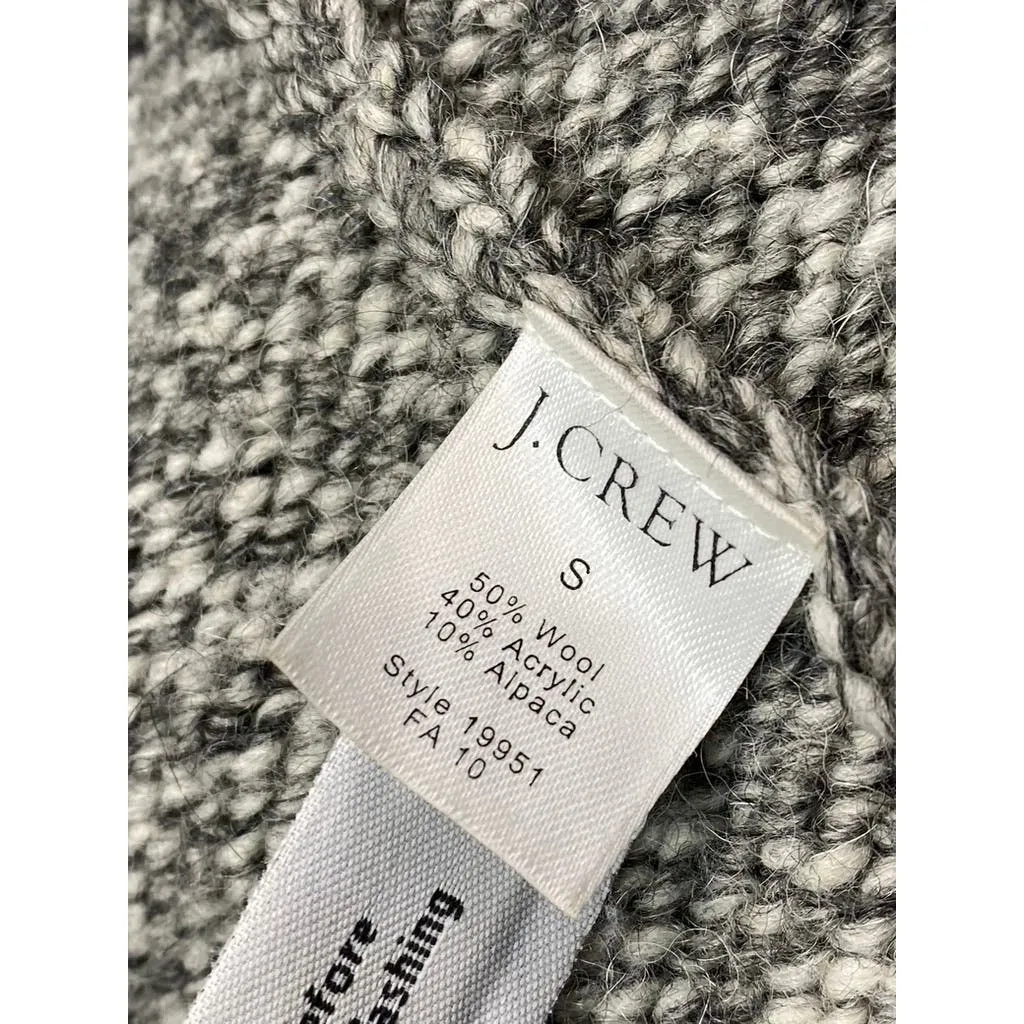 J.CREW
S
50% Wool
40% Acrylic
10% Alpaca
Style 19951
FA 10